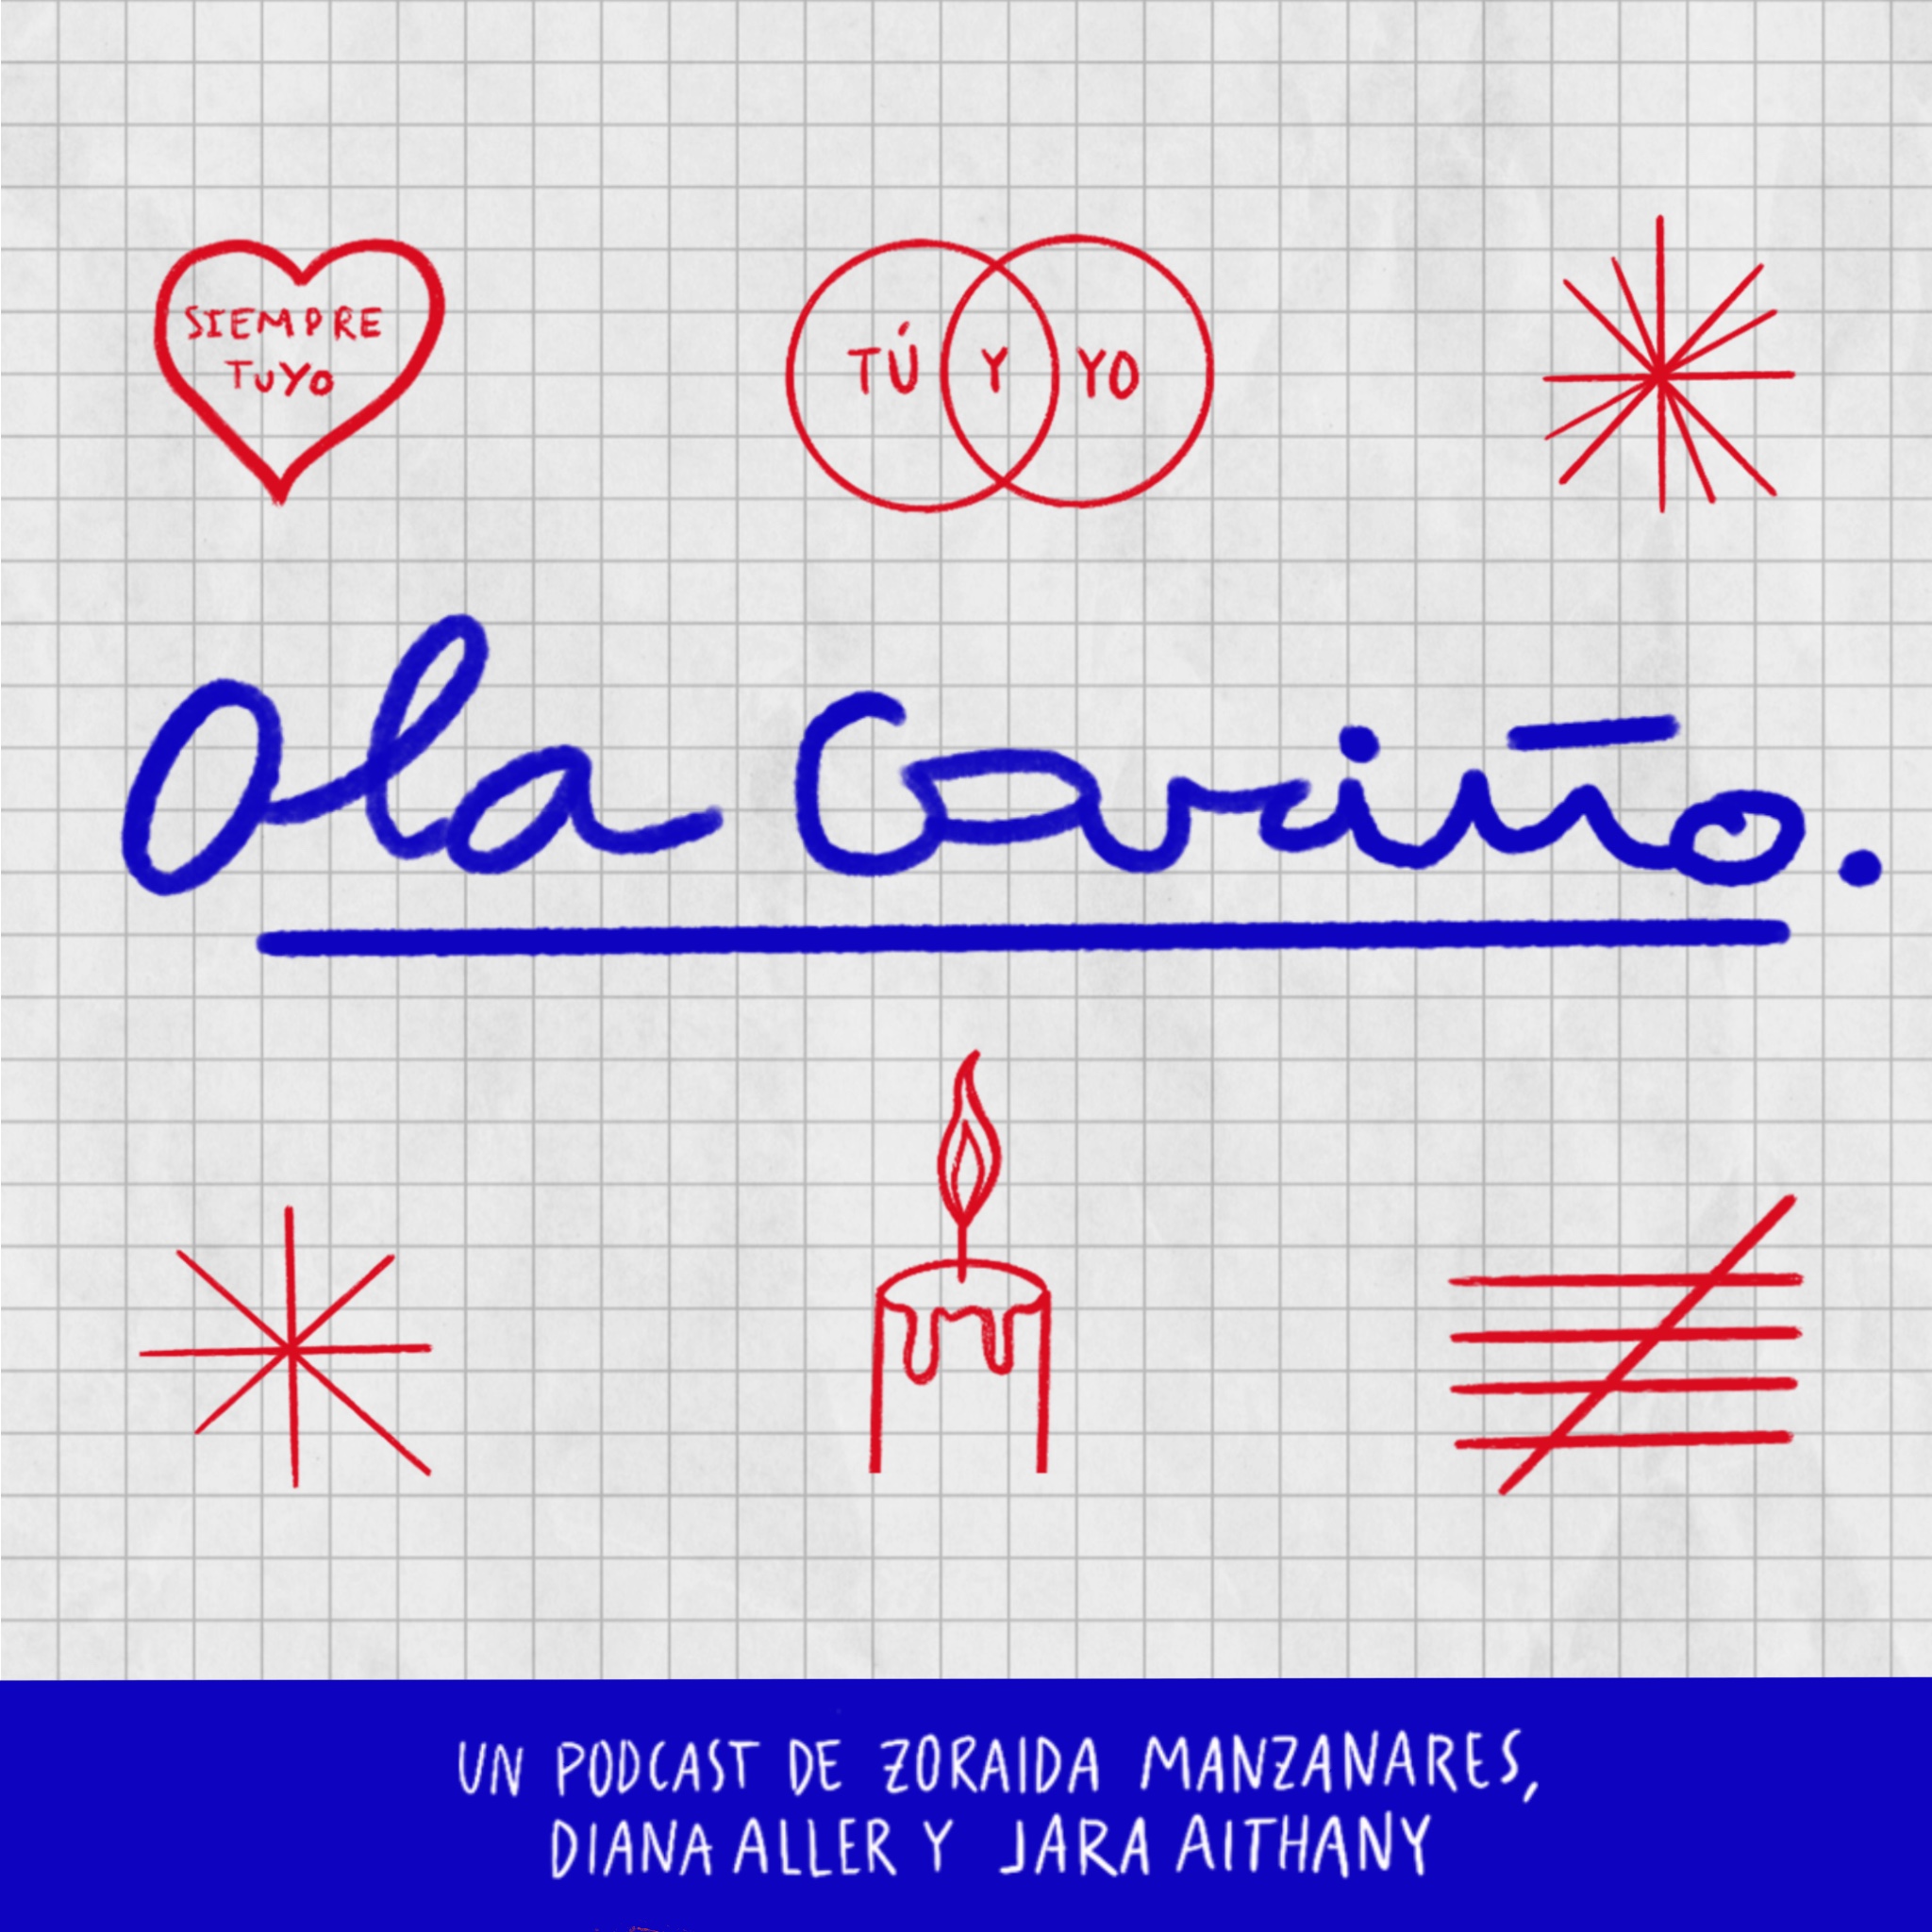 SIEMPRE
TUYO
TÚ Y YO
Ola Cariño.
UN PODCAST DE ZORAIDA MANZANARES,
DIANA ALLER Y JARA AITHANY